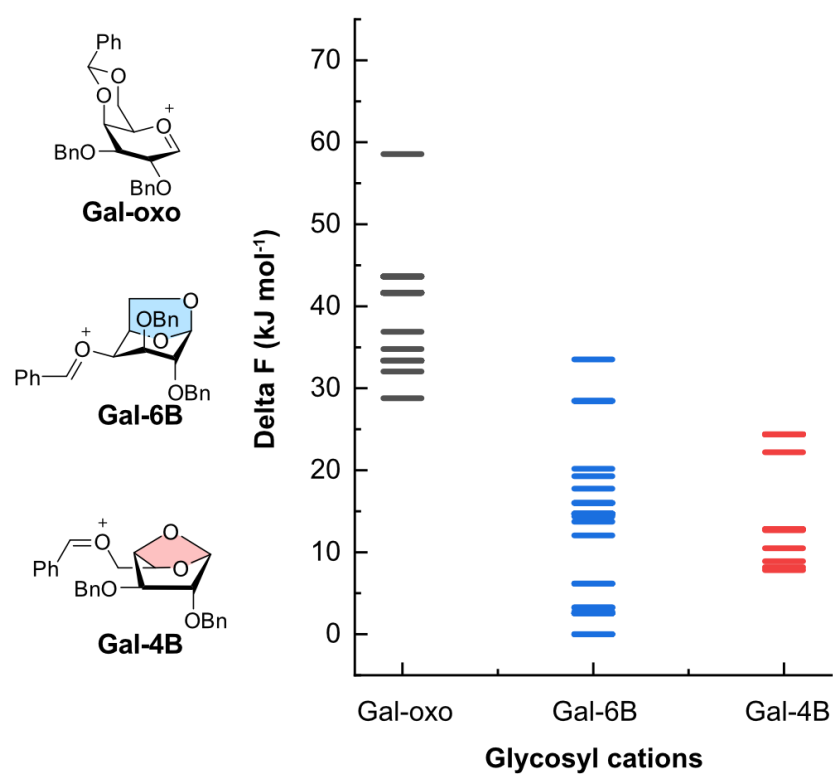 Ph
O
O
+
O
BnO
BnO
Gal-oxo
O
OBn
+
O
O
Ph
OBn
Gal-6B
+
O
O
Ph
O
BnO
OBn
Gal-4B
Delta F (kJ mol⁻¹)
70
60
50
40
30
20
10
0
Gal-oxo Gal-6B Gal-4B
Glycosyl cations